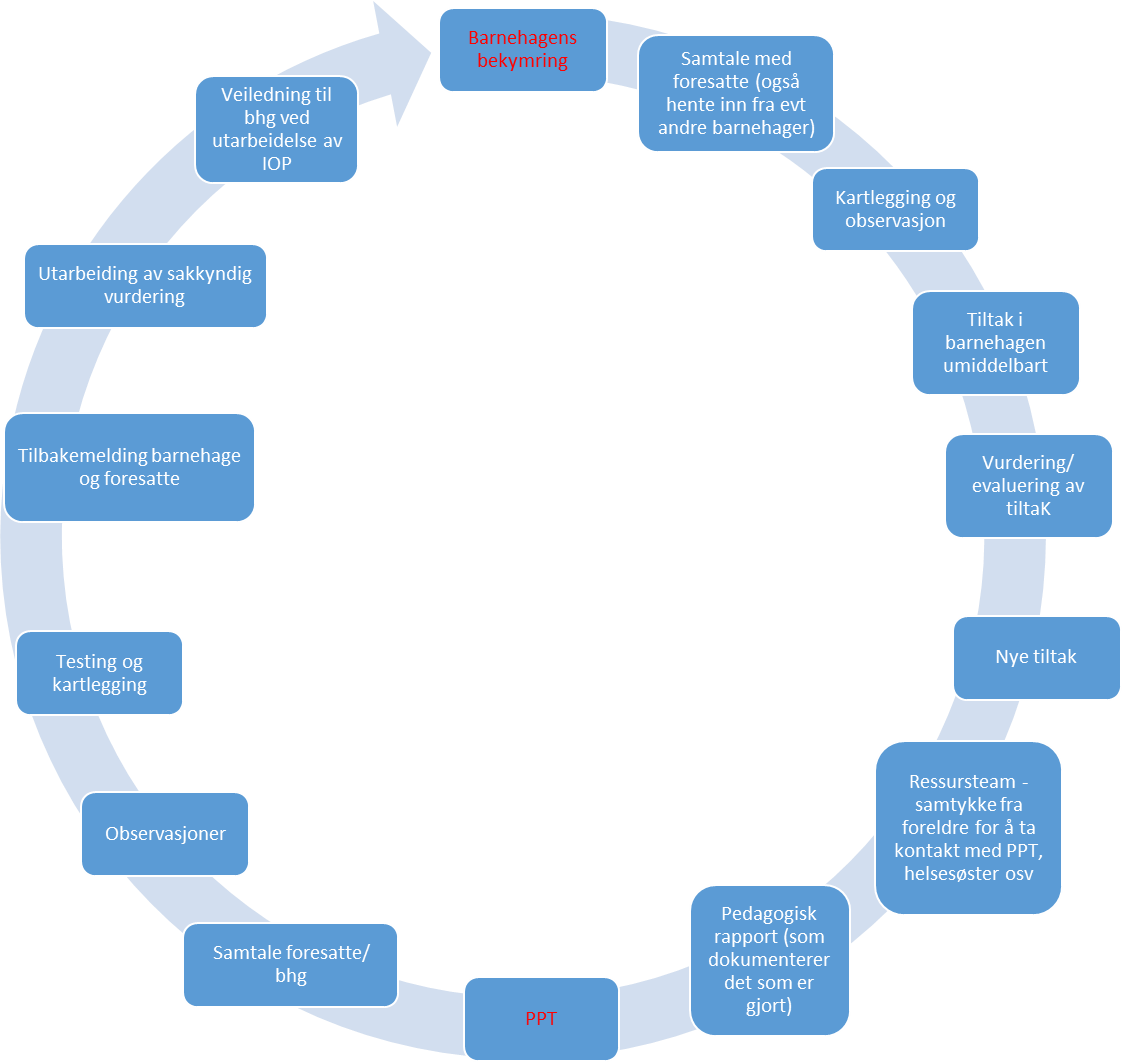 Barnehagens
bekymring
Samtale med
foresatte (også
hente inn fra evt
andre barnehager)
Kartlegging og
observasjon
Tiltak i
barnehagen
umiddelbart
Vurdering/
evaluering av
tiltaK
Nye tiltak
Ressursteam -
samtykke fra
foreldre for å ta
kontakt med PPT,
helsesøster osv
Pedagogisk
rapport (som
dokumenterer
det som er
gjort)
PPT
Samtale foresatte/
bhg
Observasjoner
Testing og
kartlegging
Tilbakemelding barnehage
og foresatte
Utarbeiding av sakkyndig
vurdering
Veiledning til
bhg ved
utarbeidelse av
IOP